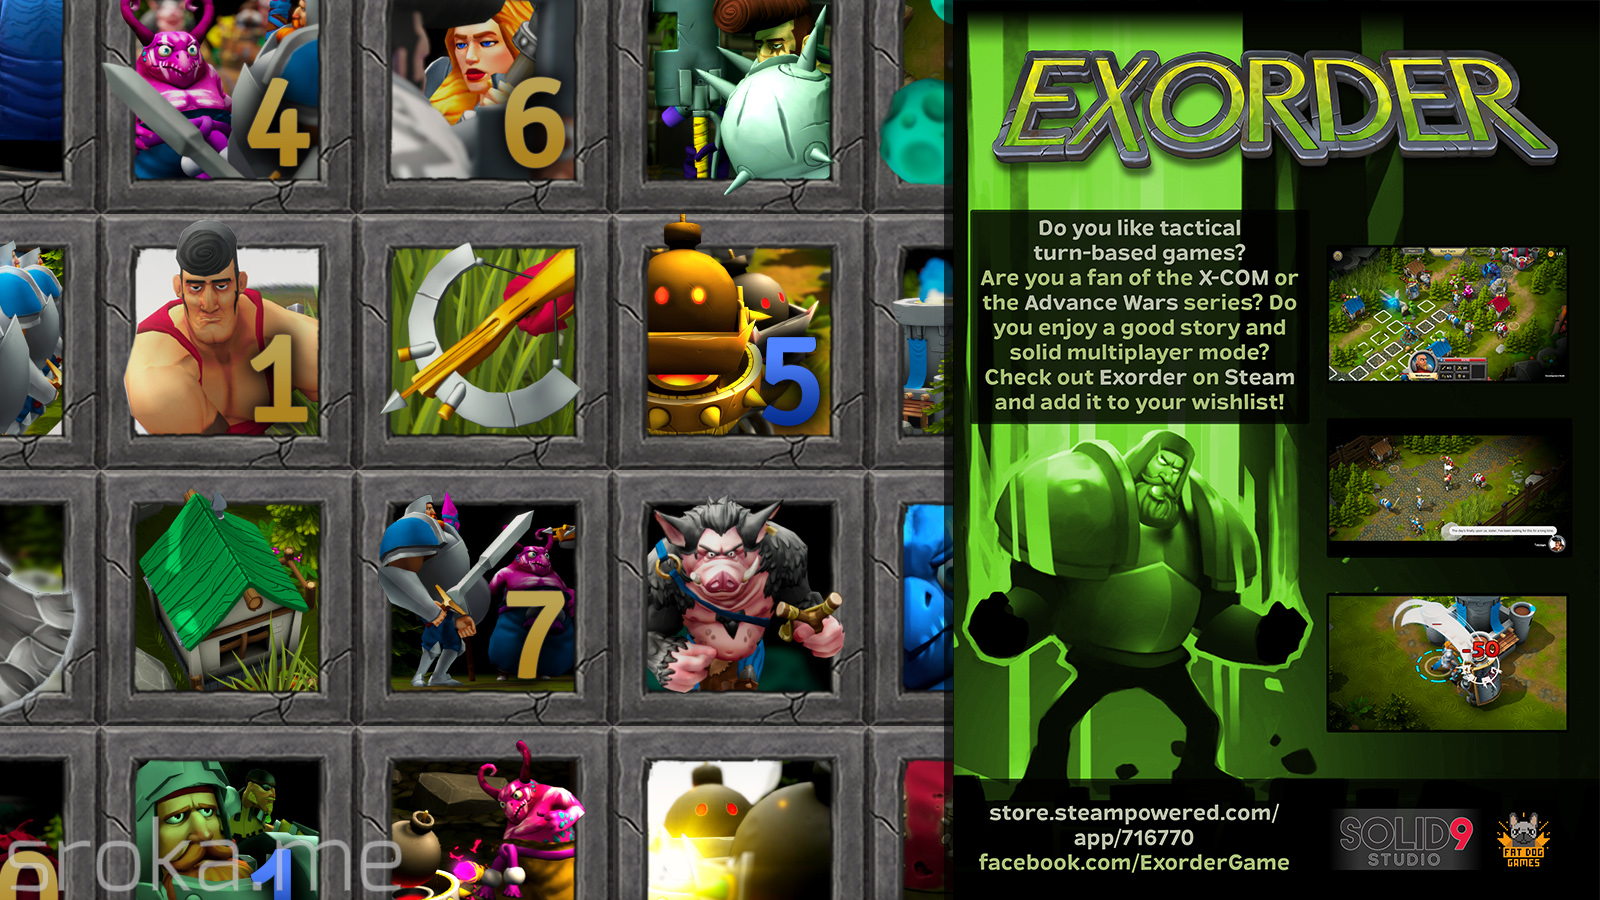 4
6
1
5
7
1
sroka.me
EXORDER
Do you like tactical
turn-based games?
Are you a fan of the X-COM or
the Advance Wars series? Do
you enjoy a good story and
solid multiplayer mode?
Check out Exorder on Steam
and add it to your wishlist!
-50
store.steampowered.com/
app/716770
facebook.com/ExorderGame
SOLID9
STUDIO
FAT DOG
GAMES